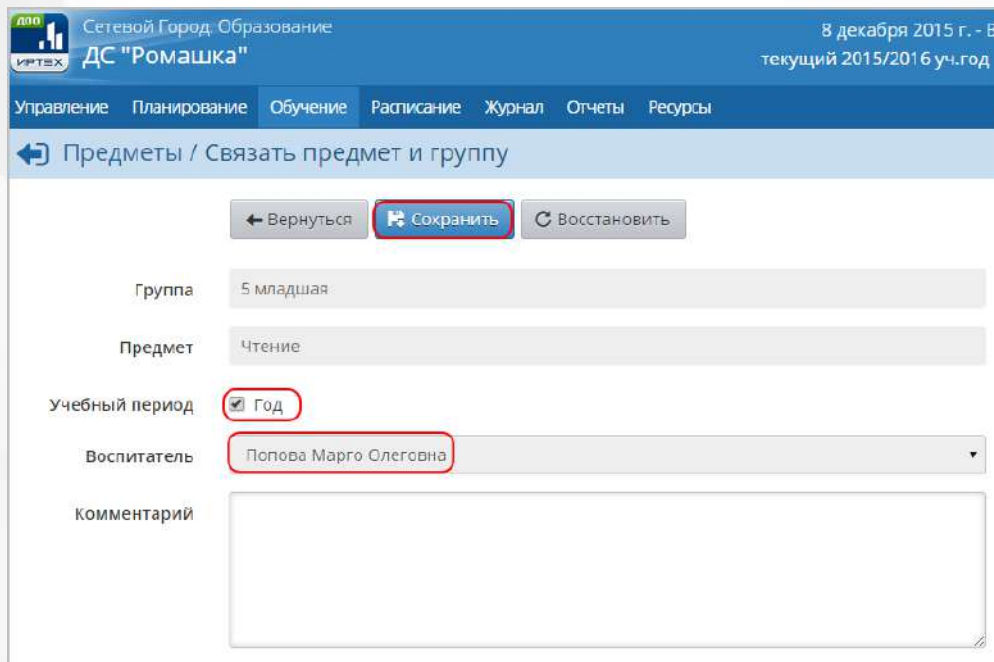 ДОО
ИРТЕХ
Сетевой Город. Образование
ДС "Ромашка"
8 декабря 2015 г. - В
текущий 2015/2016 уч.год
Управление Планирование Обучение Расписание Журнал Отчеты Ресурсы
Предметы / Связать предмет и группу
Вернуться Сохранить Восстановить
Группа 5 младшая
Предмет Чтение
Учебный период Год
Воспитатель Попова Марго Олеговна
Комментарий